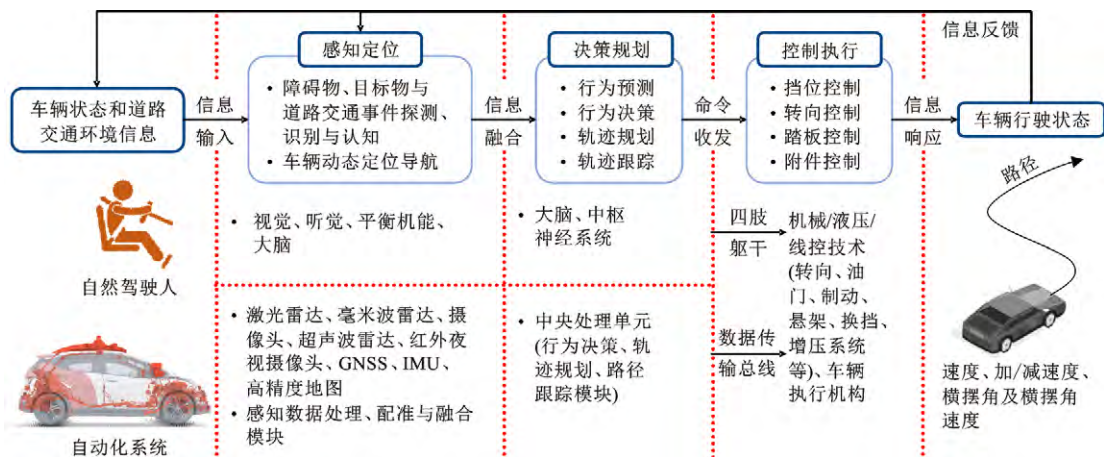 信息反馈
感知定位
决策规划
控制执行
车辆状态和道路
交通环境信息
信息
输入
• 障碍物、目标物与
道路交通事件探测、
识别与认知
• 车辆动态定位导航
信息
融合
• 行为预测
• 行为决策
• 轨迹规划
• 轨迹跟踪
命令
收发
• 挡位控制
• 转向控制
• 踏板控制
• 附件控制
信息
响应
车辆行驶状态
路径
自然驾驶人
• 视觉、听觉、平衡机能、
大脑
• 大脑、中枢
神经系统
四肢
躯干
机械/液压/
线控技术
(转向、油
门、制动、
悬架、换挡、
增压系统
等)、车辆
执行机构
自动化系统
• 激光雷达、毫米波雷达、摄
像头、超声波雷达、红外夜
视摄像头、GNSS、IMU、
高精度地图
• 感知数据处理、配准与融合
模块
• 中央处理单元
(行为决策、轨
迹规划、路径
跟踪模块)
数据传
输总线
速度、加/减速度、
横摆角及横摆角
速度